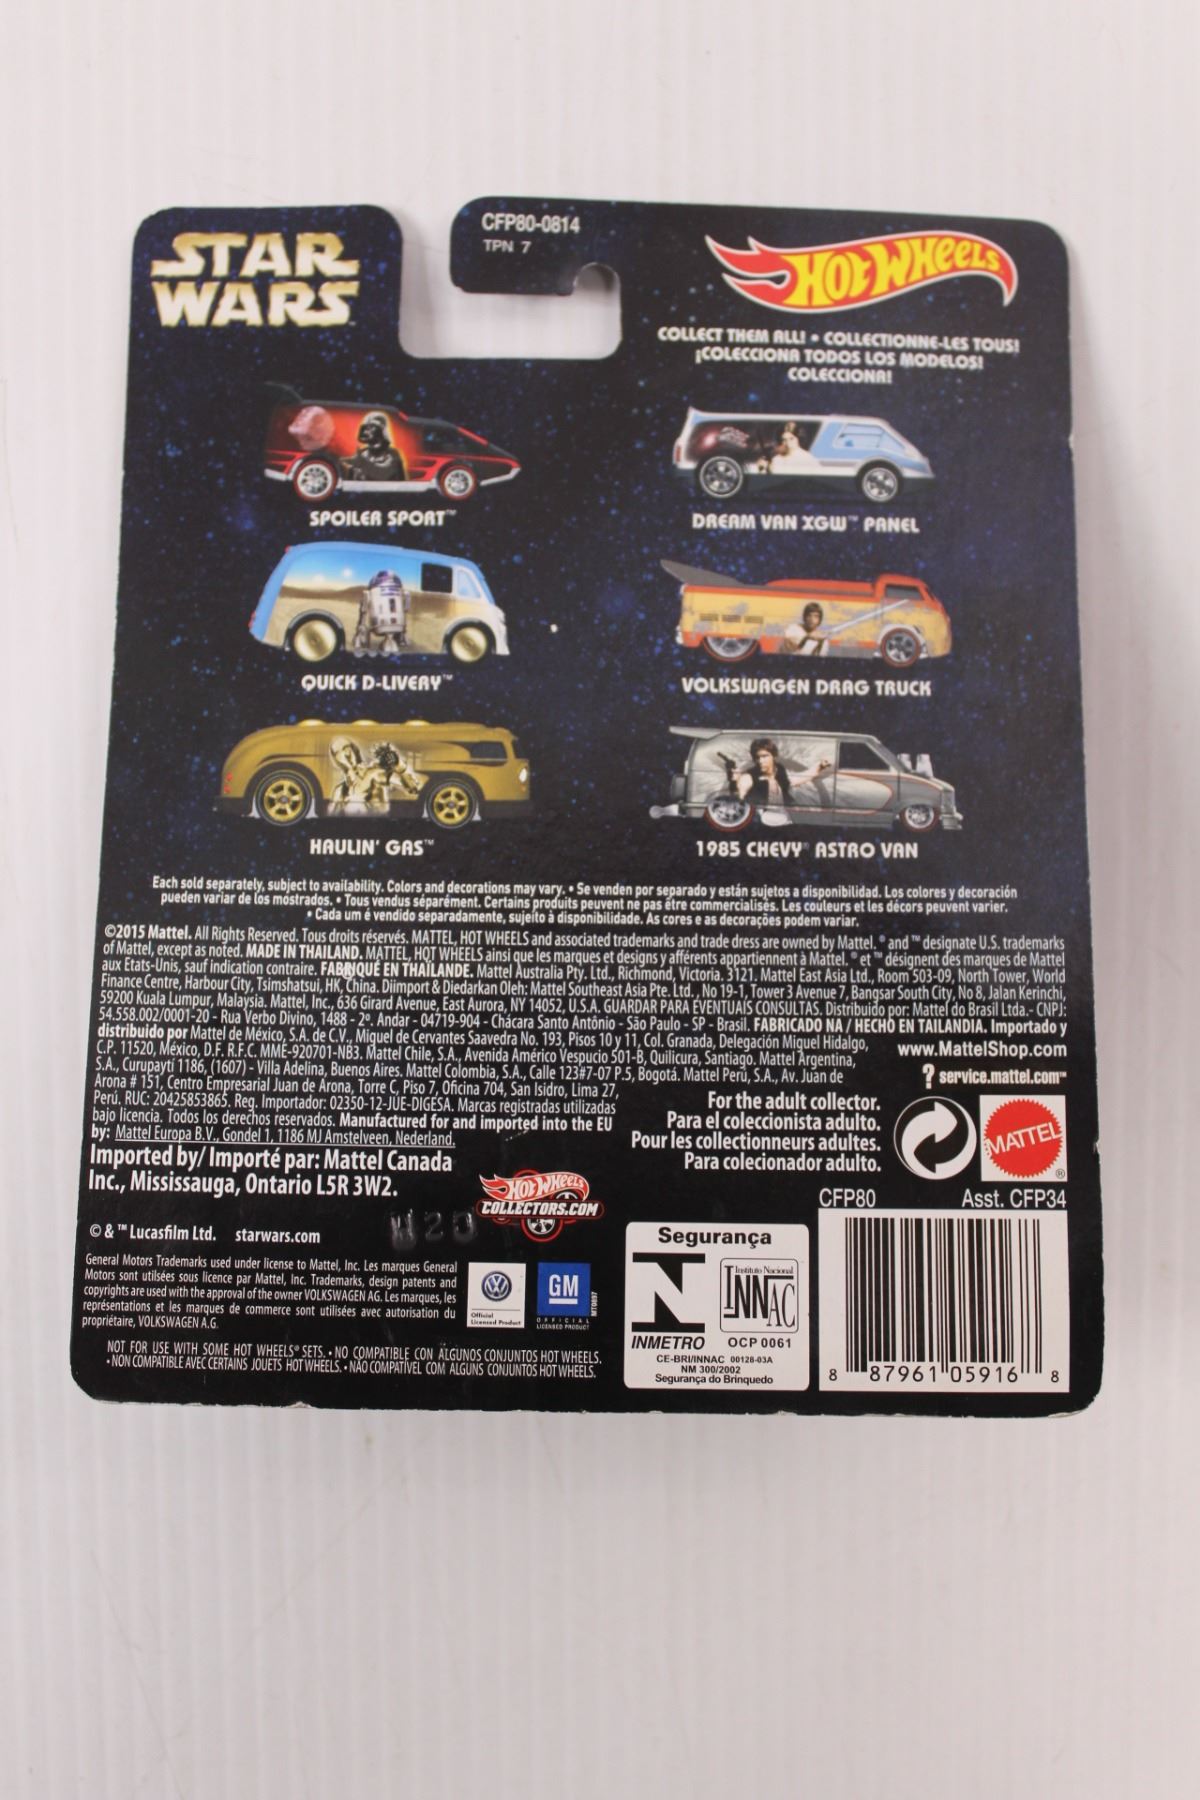 STAR
WARS
CFP80-0814
TPN 7
HOT WHEELS
COLLECT THEM ALL! • COLLECTIONNE-LES TOUS!
¡COLECCIONA TODOS LOS MODELOS!
COLECCIONA!
SPOILER SPORT™
DREAM VAN XGW™ PANEL
QUICK D-LIVERY™
VOLKSWAGEN DRAG TRUCK
HAULIN' GAS™
1985 CHEVY® ASTRO VAN
Each sold separately, subject to availability. Colors and decorations may vary. • Se venden por separado y están sujetos a disponibilidad. Los colores y decoración
pueden variar de los mostrados. • Tous vendus séparément. Certains produits peuvent ne pas être commercialisés. Les couleurs et les décors peuvent varier.
• Cada um é vendido separadamente, sujeito à disponibilidade. As cores e as decorações podem variar.
©2015 Mattel. All Rights Reserved. Tous droits réservés. MATTEL, HOT WHEELS and associated trademarks and trade dress are owned by Mattel. ® and ™ designate U.S. trademarks
of Mattel, except as noted. MADE IN THAILAND. MATTEL, HOT WHEELS ainsi que les marques et designs y afférents appartiennent à Mattel. ® et ™ désignent des marques de Mattel
aux États-Unis, sauf indication contraire. FABRIQUÉ EN THAÏLANDE. Mattel Australia Pty. Ltd., Richmond, Victoria. 3121. Mattel East Asia Ltd., Room 503-09, North Tower, World
Finance Centre, Harbour City, Tsimshatsui, HK, China. Diimport & Diedarkan Oleh: Mattel Southeast Asia Pte. Ltd., No 19-1, Tower 3 Avenue 7, Bangsar South City, No 8, Jalan Kerinchi,
59200 Kuala Lumpur, Malaysia. Mattel, Inc., 636 Girard Avenue, East Aurora, NY 14052, U.S.A. GUARDAR PARA EVENTUAIS CONSULTAS. Distribuido por: Mattel do Brasil Ltda.- CNPJ:
54.558.002/0001-20 - Rua Verbo Divino, 1488 - 2º. Andar - 04719-904 - Chácara Santo Antônio - São Paulo - SP - Brasil. FABRICADO NA / HECHO EN TAILANDIA. Importado y
distribuido por Mattel de México, S.A. de C.V., Miguel de Cervantes Saavedra No. 193, Pisos 10 y 11, Col. Granada, Delegación Miguel Hidalgo,
C.P. 11520, México, D.F. R.F.C. MME-920701-NB3. Mattel Chile, S.A., Avenida Américo Vespucio 501-B, Quilicura, Santiago. Mattel Argentina,
S.A., Curupaytí 1186, (1607) - Villa Adelina, Buenos Aires. Mattel Colombia, S.A., Calle 123#7-07 P.5, Bogotá. Mattel Perú, S.A., Av. Juan de
Arona # 151, Centro Empresarial Juan de Arona, Torre C, Piso 7, Oficina 704, San Isidro, Lima 27,
Perú. RUC: 20425853865. Reg. Importador: 02350-12-JUE-DIGESA. Marcas registradas utilizadas
bajo licencia. Todos los derechos reservados. Manufactured for and imported into the EU
by: Mattel Europa B.V., Gondel 1, 1186 MJ Amstelveen, Nederland.
www.MattelShop.com
? service.mattel.com™
For the adult collector.
Para el coleccionista adulto.
Pour les collectionneurs adultes.
Para colecionador adulto.
MATTEL
®
Imported by/ Importé par: Mattel Canada
Inc., Mississauga, Ontario L5R 3W2.
HOT WHEELS
COLLECTORS.COM
© & ™ Lucasfilm Ltd. starwars.com
General Motors Trademarks used under license to Mattel, Inc. Les marques General
Motors sont utilisées sous licence par Mattel, Inc. Trademarks, design patents and
copyrights are used with the approval of the owner VOLKSWAGEN AG. Les marques, les
représentations et les marques de commerce sont utilisées avec autorisation du
propriétaire, VOLKSWAGEN A.G.
Official
Licensed Product
GM
OFFICIAL
LICENSED PRODUCT
MT0897
NOT FOR USE WITH SOME HOT WHEELS® SETS. • NO COMPATIBLE CON ALGUNOS CONJUNTOS HOT WHEELS.
• NON COMPATIBLE AVEC CERTAINS JOUETS HOT WHEELS. • NÃO COMPATÍVEL COM ALGUNS CONJUNTOS HOT WHEELS.
Segurança
Instituto Nacional
INNAC
INMETRO OCP 0061
CE-BRI/INNAC 00128-03A
NM 300/2002
Segurança do Brinquedo
CFP80 Asst. CFP34
8 87961 05916 8